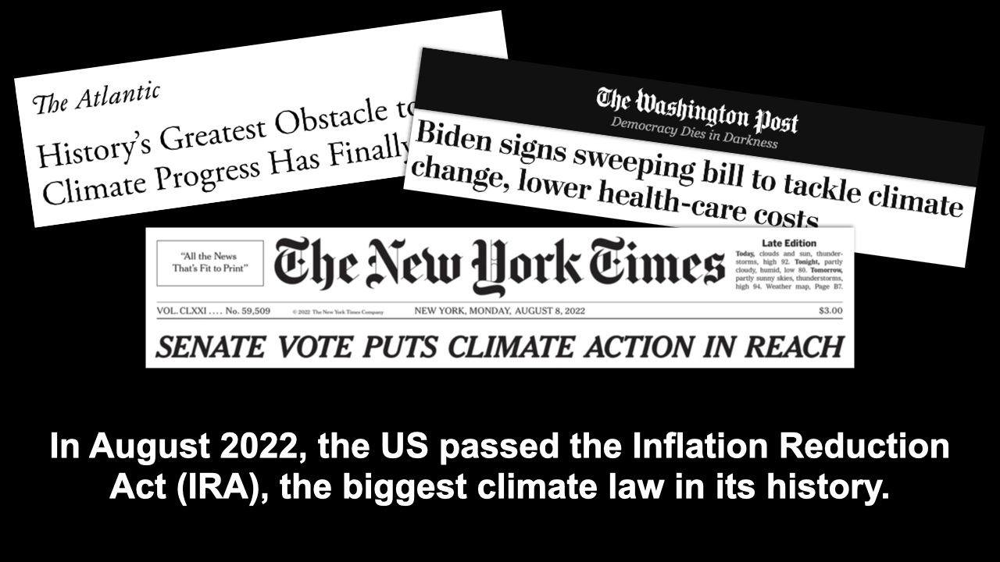 The Atlantic
History's Greatest Obstacle to
Climate Progress Has Finally
The Washington Post
Democracy Dies in Darkness
Biden signs sweeping bill to tackle climate
change, lower health-care costs
“All the News
That's Fit to Print”
The New York Times
Late Edition
Today, clouds and sun, thunder-
storms, high 92. Tonight, partly
cloudy, humid, low 80. Tomorrow,
partly sunny skies, thunderstorms,
high 94. Weather map, Page B7.
VOL. CLXXI .... No. 59,509
© 2022 The New York Times Company
NEW YORK, MONDAY, AUGUST 8, 2022
$3.00
SENATE VOTE PUTS CLIMATE ACTION IN REACH
In August 2022, the US passed the Inflation Reduction
Act (IRA), the biggest climate law in its history.